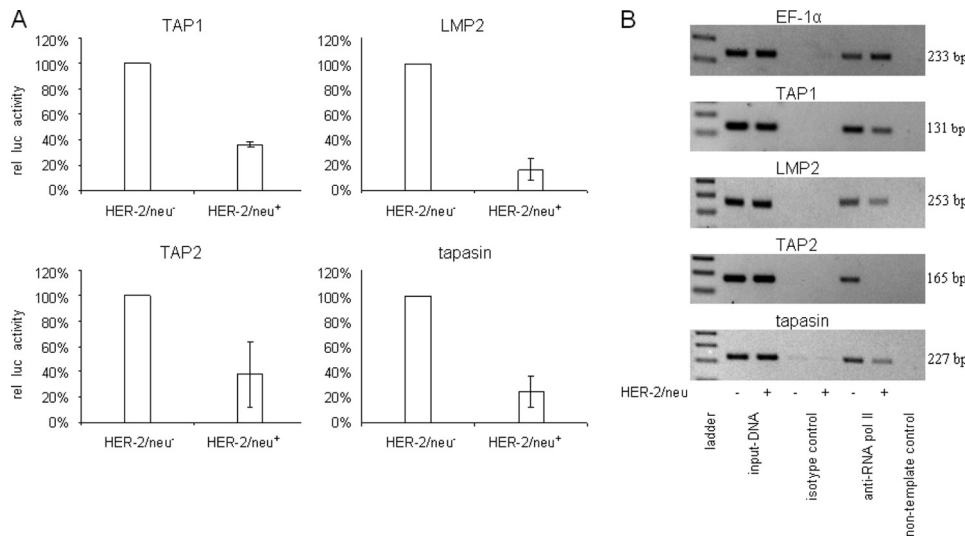 A
TAP1
rel luc activity
120%
100%
80%
60%
40%
20%
0%
HER-2/neu⁻ HER-2/neu⁺
LMP2
120%
100%
80%
60%
40%
20%
0%
HER-2/neu⁻ HER-2/neu⁺
TAP2
rel luc activity
120%
100%
80%
60%
40%
20%
0%
HER-2/neu⁻ HER-2/neu⁺
tapasin
120%
100%
80%
60%
40%
20%
0%
HER-2/neu⁻ HER-2/neu⁺
B
EF-1α
233 bp
TAP1
131 bp
LMP2
253 bp
TAP2
165 bp
tapasin
227 bp
HER-2/neu - + - + - +
ladder
input-DNA
isotype control
anti-RNA pol II
non-template control